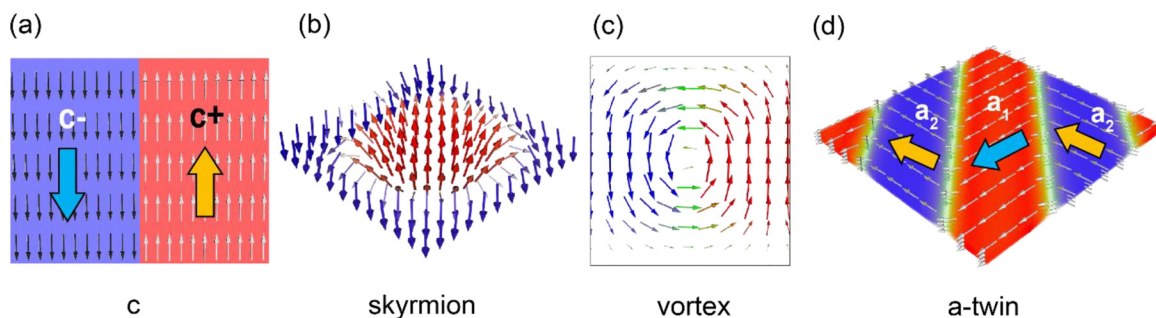 (a)
(b)
(c)
(d)
c-
c+
a₂
a₁
a₂
c
skyrmion
vortex
a-twin